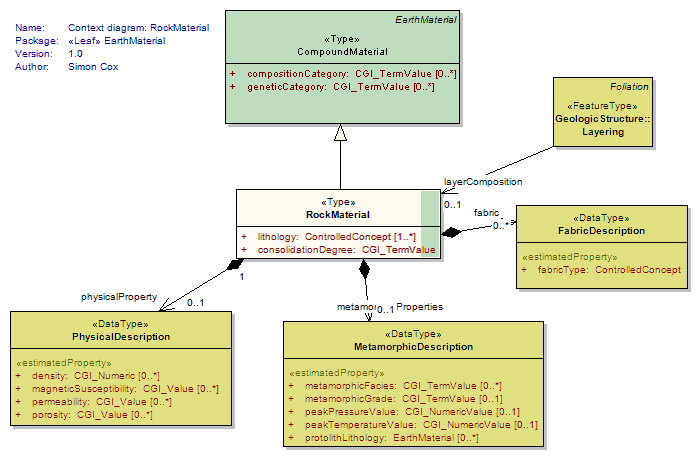 Name: Context diagram: RockMaterial
Package: «Leaf» EarthMaterial
Version: 1.0
Author: Simon Cox
EarthMaterial
«Type»
CompoundMaterial
+ compositionCategory: CGI_TermValue [0..*]
+ geneticCategory: CGI_TermValue [0..*]
Foliation
«FeatureType»
GeologicStructure::
Layering
layerComposition
0..1
«Type»
RockMaterial
+ lithology: ControlledConcept [1..*]
+ consolidationDegree: CGI_TermValue
fabric
0..*
«DataType»
FabricDescription
«estimatedProperty»
+ fabricType: ControlledConcept
1
physicalProperty
0..1
metamor Properties
0..1
«DataType»
PhysicalDescription
«estimatedProperty»
+ density: CGI_Numeric [0..*]
+ magneticSusceptibility: CGI_Value [0..*]
+ permeability: CGI_Value [0..*]
+ porosity: CGI_Value [0..*]
«DataType»
MetamorphicDescription
«estimatedProperty»
+ metamorphicFacies: CGI_TermValue [0..*]
+ metamorphicGrade: CGI_TermValue [0..1]
+ peakPressureValue: CGI_NumericValue [0..1]
+ peakTemperatureValue: CGI_NumericValue [0..1]
+ protolithLithology: EarthMaterial [0..*]